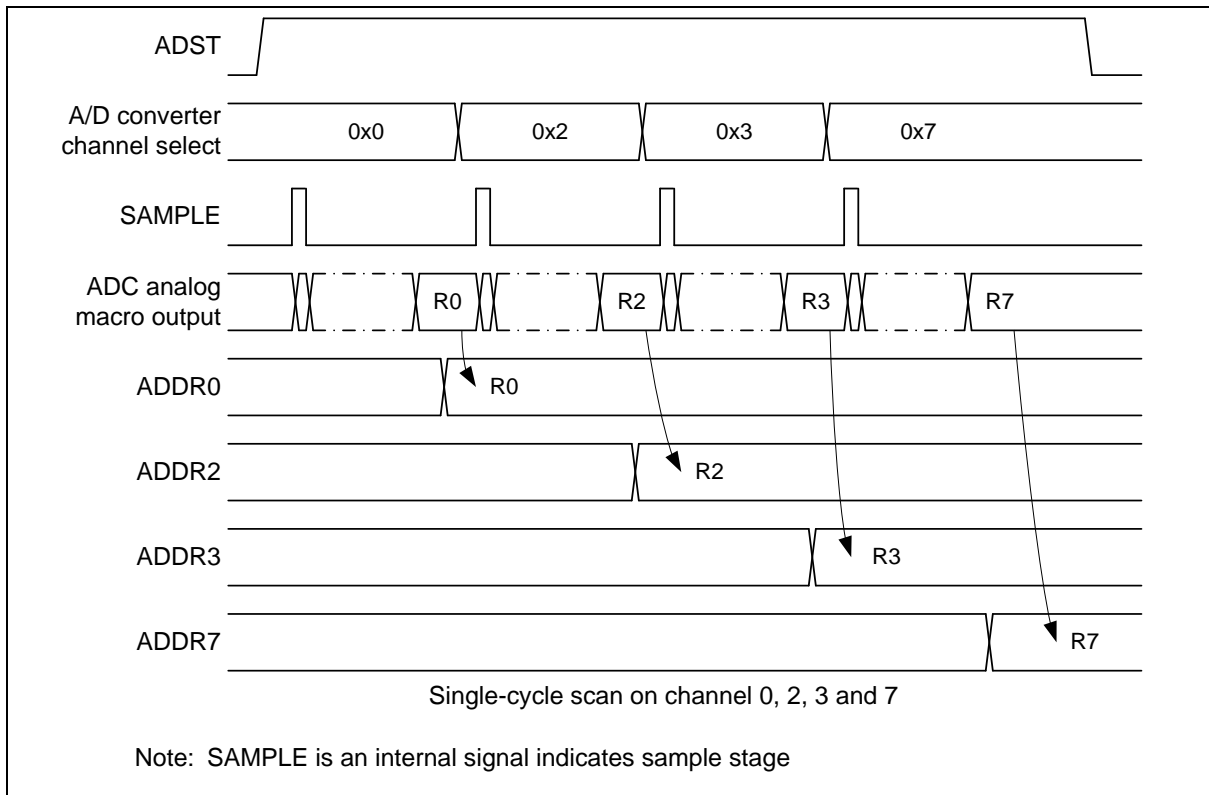 ADST
A/D converter
channel select
0x0 0x2 0x3 0x7
SAMPLE
ADC analog
macro output
R0 R2 R3 R7
ADDR0
R0
ADDR2
R2
ADDR3
R3
ADDR7
R7
Single-cycle scan on channel 0, 2, 3 and 7
Note: SAMPLE is an internal signal indicates sample stage